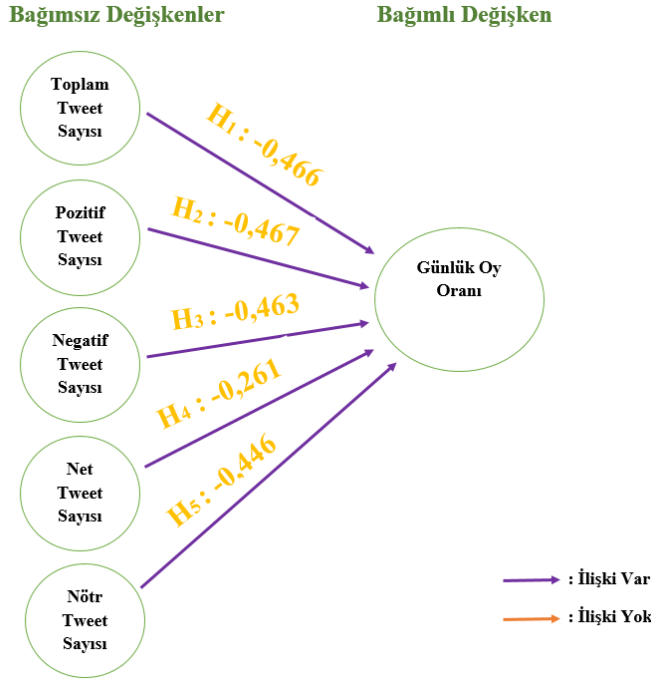 Bağımsız Değişkenler
Bağımlı Değişken
Toplam
Tweet
Sayısı
H1 : -0,466
Pozitif
Tweet
Sayısı
H2 : -0,467
Günlük Oy
Oranı
Negatif
Tweet
Sayısı
H3 : -0,463
Net
Tweet
Sayısı
H4 : -0,261
Nötr
Tweet
Sayısı
H5 : -0,446
: İlişki Var
: İlişki Yok